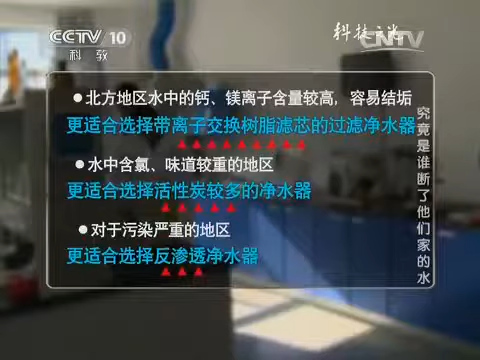 CCTV 10
科教
科技之光
CNTV
●北方地区水中的钙、镁离子含量较高，容易结垢
更适合选择带离子交换树脂滤芯的过滤净水器
●水中含氯、味道较重的地区
更适合选择活性炭较多的净水器
●对于污染严重的地区
更适合选择反渗透净水器
究竟是谁断了他们家的水